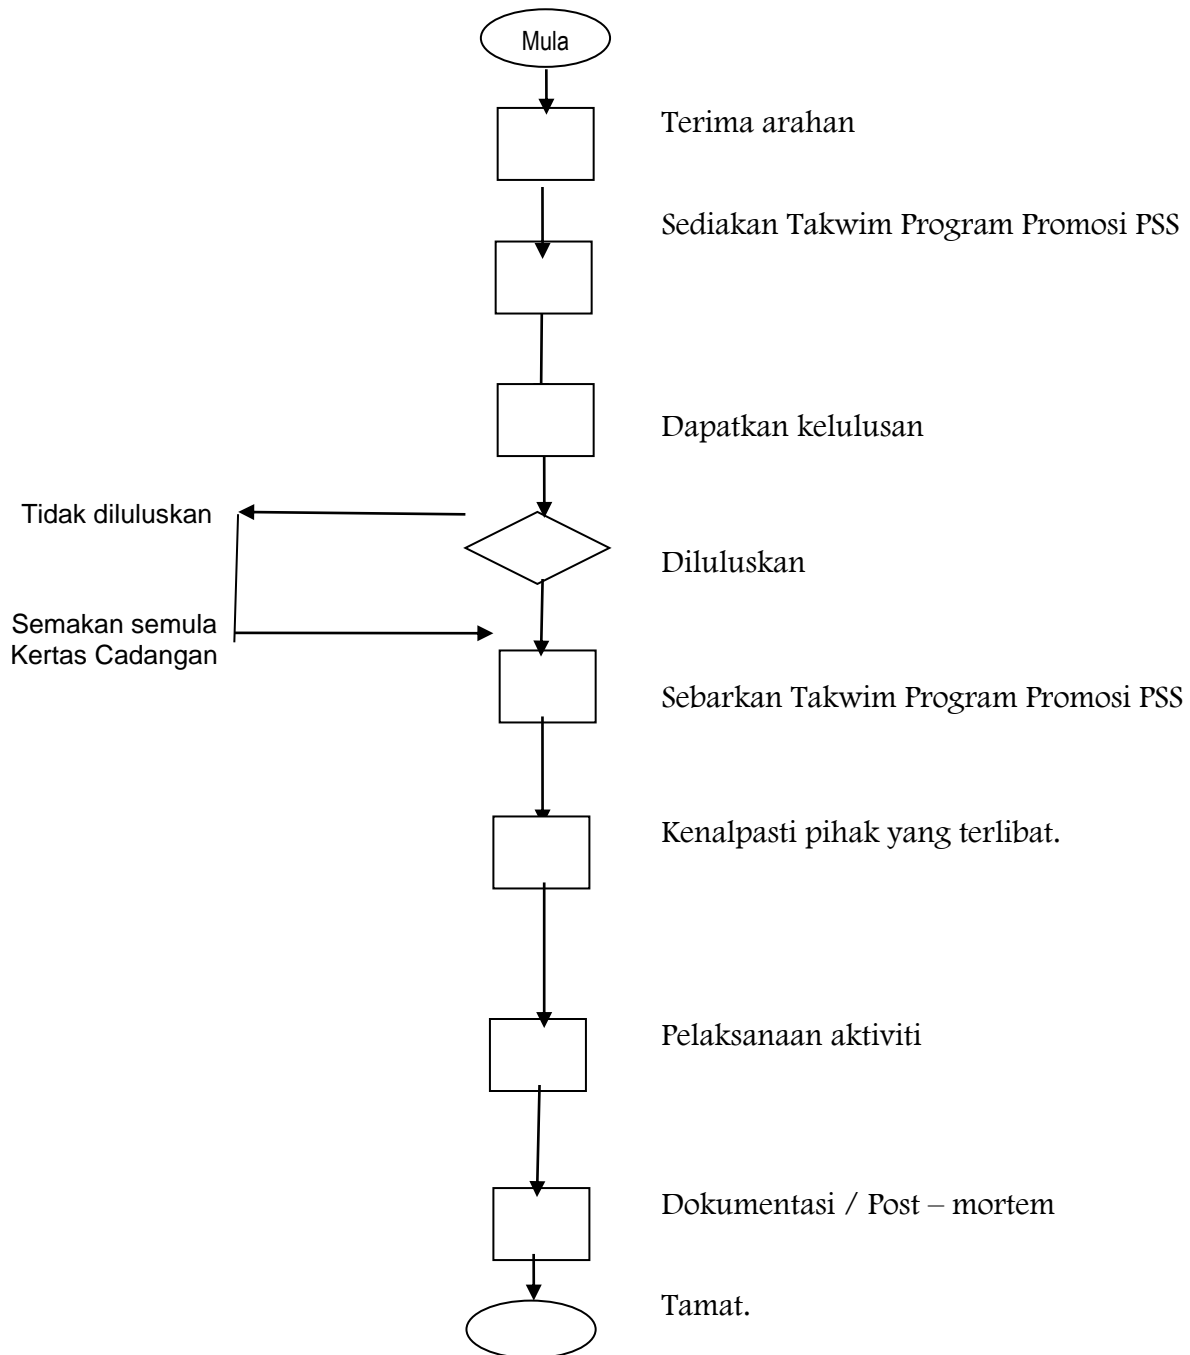 Mula
Terima arahan
Sediakan Takwim Program Promosi PSS
Dapatkan kelulusan
Tidak diluluskan
Diluluskan
Semakan semula
Kertas Cadangan
Sebarkan Takwim Program Promosi PSS
Kenalpasti pihak yang terlibat.
Pelaksanaan aktiviti
Dokumentasi / Post – mortem
Tamat.